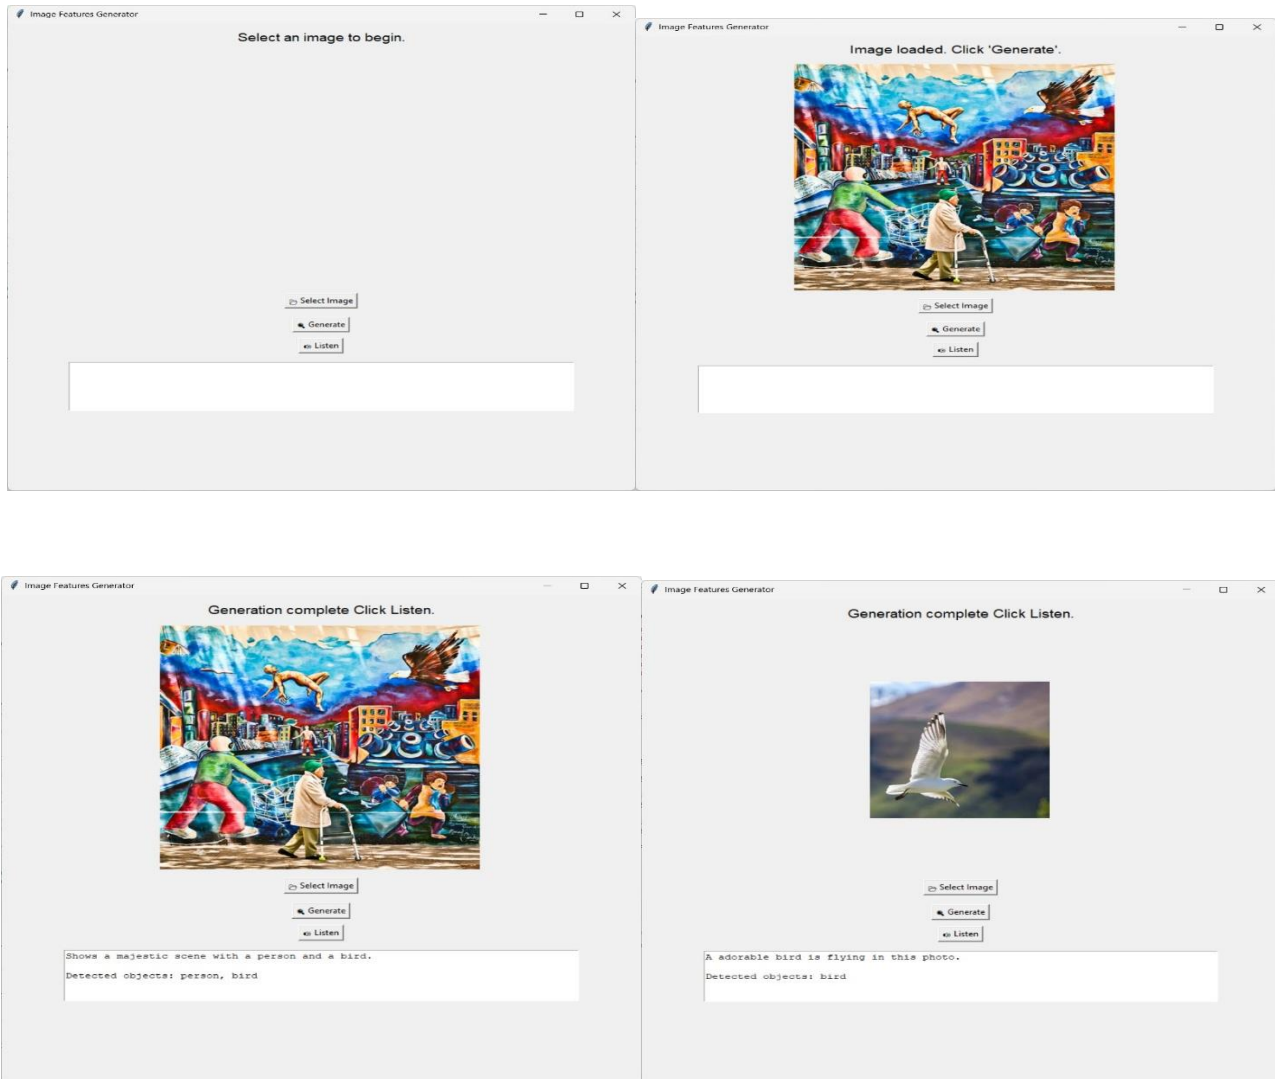 Image Features Generator
Select an image to begin.
Select Image
Generate
Listen
Image Features Generator
Image loaded. Click 'Generate'.
Select Image
Generate
Listen
Image Features Generator
Generation complete Click Listen.
Select Image
Generate
Listen
Shows a majestic scene with a person and a bird.
Detected objects: person, bird
Image Features Generator
Generation complete Click Listen.
Select Image
Generate
Listen
A adorable bird is flying in this photo.
Detected objects: bird